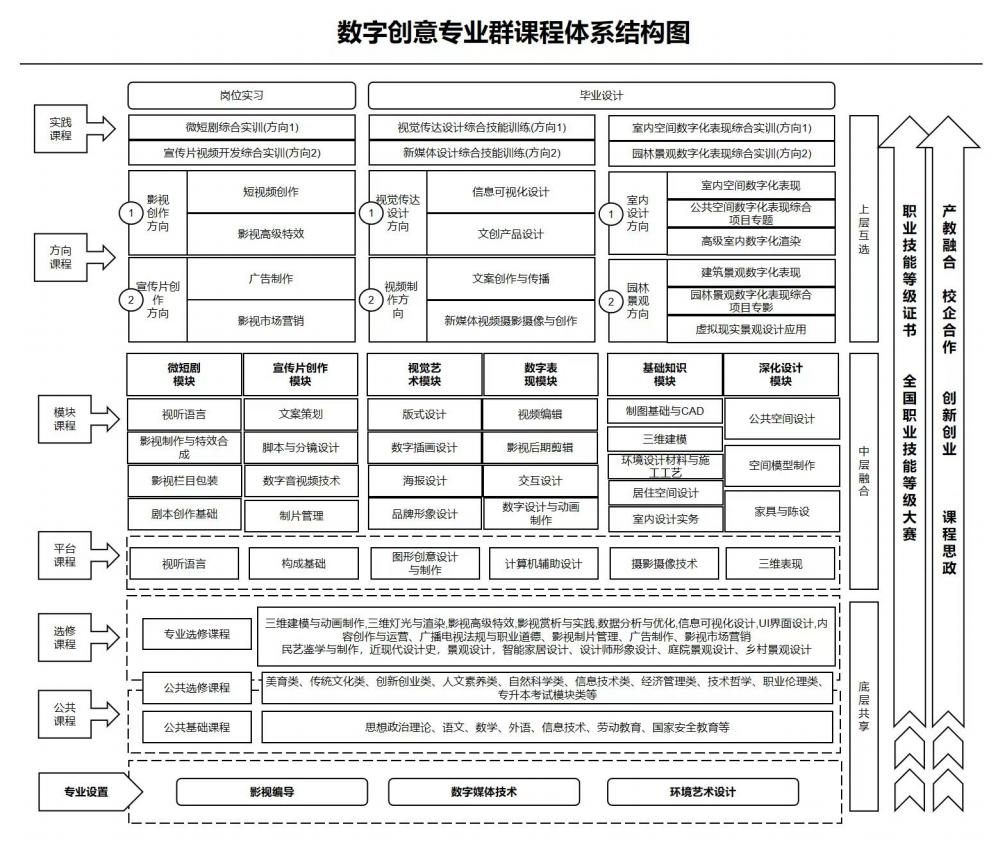 数字创意专业群课程体系结构图
岗位实习
毕业设计
实践
课程
微短剧综合实训(方向1)
视觉传达设计综合技能训练(方向1)
室内空间数字化表现综合实训(方向1)
宣传片视频开发综合实训(方向2)
新媒体设计综合技能训练(方向2)
园林景观数字化表现综合实训(方向2)
方向
课程
1
影视
创作
方向
短视频创作
影视高级特效
2
宣传片创
作
方向
广告制作
影视市场营销
1
视觉传达
设计
方向
信息可视化设计
文创产品设计
2
视频制
作方
向
文案创作与传播
新媒体视频摄影摄像与创作
1
室内
设计
方向
室内空间数字化表现
公共空间数字化表现综合
项目专题
高级室内数字化渲染
2
园林
景观
方向
建筑景观数字化表现
园林景观数字化表现综合
项目专影
虚拟现实景观设计应用
上层互选
模块
课程
微短剧
模块
视听语言
影视制作与特效合
成
影视栏目包装
剧本创作基础
宣传片创作
模块
文案策划
脚本与分镜设计
数字音视频技术
制片管理
视觉艺
术模块
版式设计
数字插画设计
海报设计
品牌形象设计
数字表
现模块
视频编辑
影视后期剪辑
交互设计
数字设计与动画
制作
基础知识
模块
制图基础与CAD
三维建模
环境设计材料与施
工工艺
居住空间设计
室内设计实务
深化设计
模块
公共空间设计
空间模型制作
家具与陈设
中层融合
平台
课程
视听语言
构成基础
图形创意设计
与制作
计算机辅助设计
摄影摄像技术
三维表现
选修
课程
专业选修课程
三维建模与动画制作,三维灯光与渲染,影视高级特效,影视赏析与实践,数据分析与优化,信息可视化设计,UI界面设计,内
容创作与运营、广播电视法规与职业道德、影视制片管理、广告制作、影视市场营销
民艺鉴学与制作，近现代设计史，景观设计，智能家居设计、设计师形象设计、庭院景观设计、乡村景观设计
公共选修课程
美育类、传统文化类、创新创业类、人文素养类、自然科学类、信息技术类、经济管理类、技术哲学、职业伦理类、
专升本考试模块类等
公共
课程
公共基础课程
思想政治理论、语文、数学、外语、信息技术、劳动教育、国家安全教育等
底层共享
专业设置
影视编导
数字媒体技术
环境艺术设计
职业技能等级证书 全国职业技能等级大赛
产教融合 校企合作 创新创业 课程思政